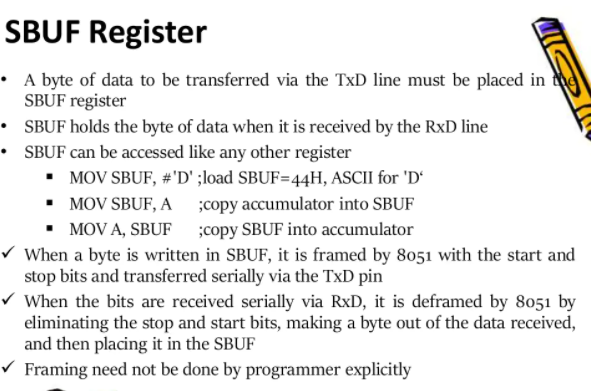 SBUF Register
• A byte of data to be transferred via the TxD line must be placed in the
SBUF register
• SBUF holds the byte of data when it is received by the RxD line
• SBUF can be accessed like any other register
▪ MOV SBUF, #'D' ;load SBUF=44H, ASCII for 'D‘
▪ MOV SBUF, A ;copy accumulator into SBUF
▪ MOV A, SBUF ;copy SBUF into accumulator
✓ When a byte is written in SBUF, it is framed by 8051 with the start and
stop bits and transferred serially via the TxD pin
✓ When the bits are received serially via RxD, it is deframed by 8051 by
eliminating the stop and start bits, making a byte out of the data received,
and then placing it in the SBUF
✓ Framing need not be done by programmer explicitly